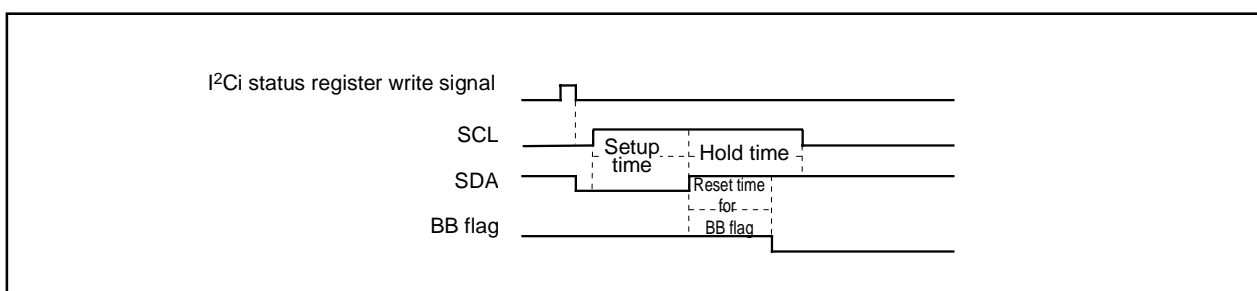 I²Ci status register write signal
SCL
Setup
time
Hold time
SDA
Reset time
for
BB flag
BB flag